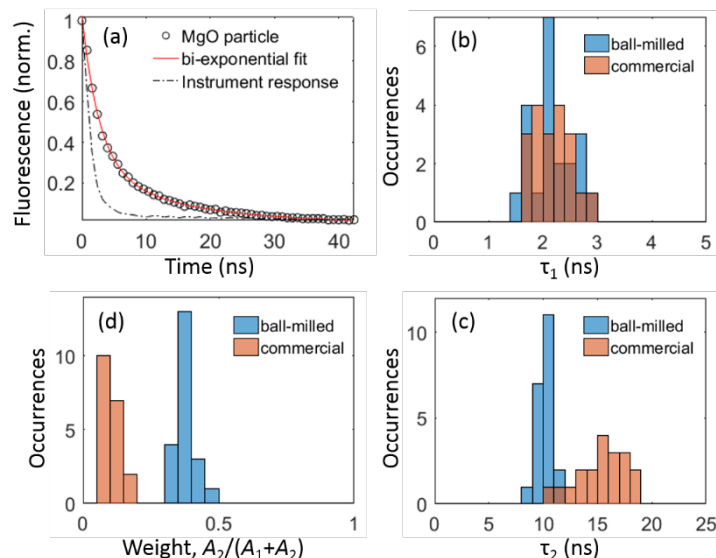 (a)
MgO particle
bi-exponential fit
Instrument response
Fluorescence (norm.)
1
0.8
0.6
0.4
0.2
0 10 20 30 40
Time (ns)
(b)
ball-milled
commercial
Occurrences
6
4
2
0
0 1 2 3 4 5
τ1 (ns)
(d)
ball-milled
commercial
Occurrences
10
5
0
0 0.5 1
Weight, A2/(A1+A2)
(c)
ball-milled
commercial
Occurrences
10
5
0
0 5 10 15 20 25
τ2 (ns)